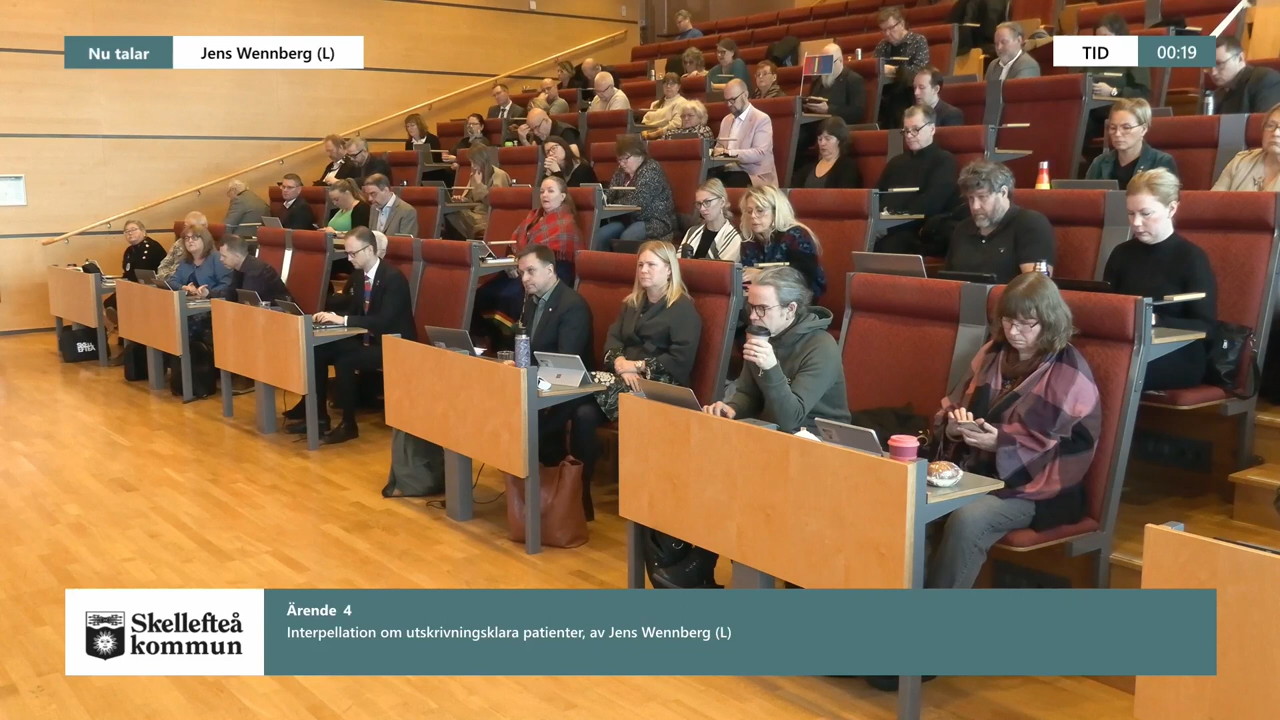 Nu talar
Jens Wennberg (L)
TID
00:19
Ärende 4
Interpellation om utskrivningsklara patienter, av Jens Wennberg (L)
Skellefteå
kommun